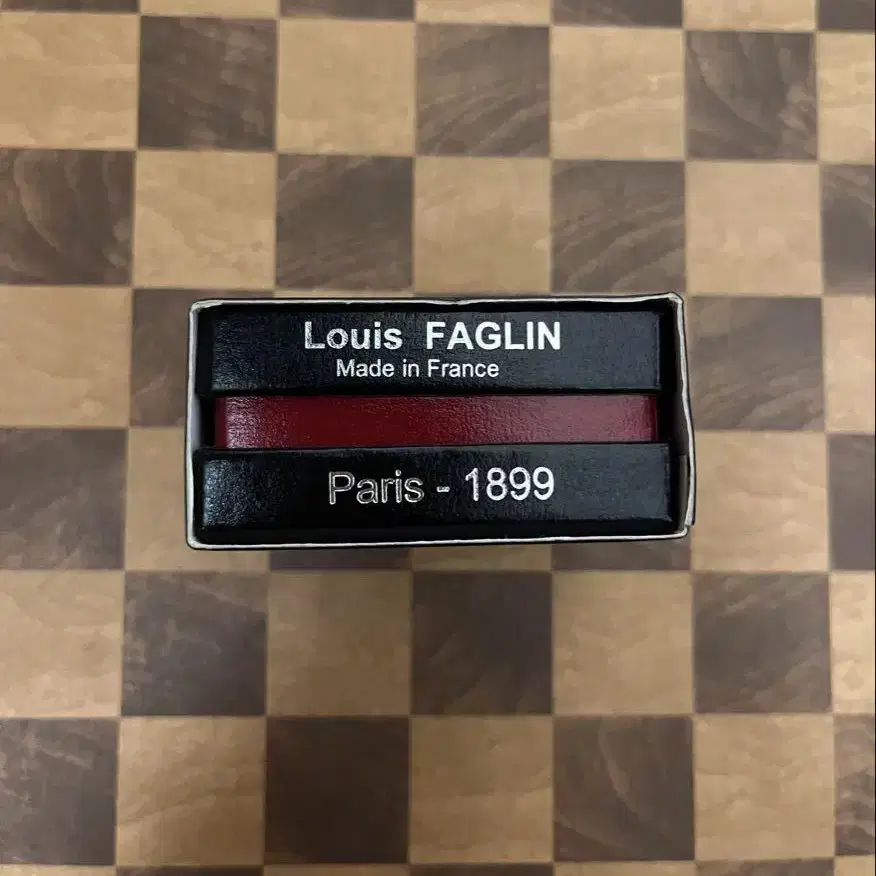 Louis FAGLIN
Made in France
Paris - 1899